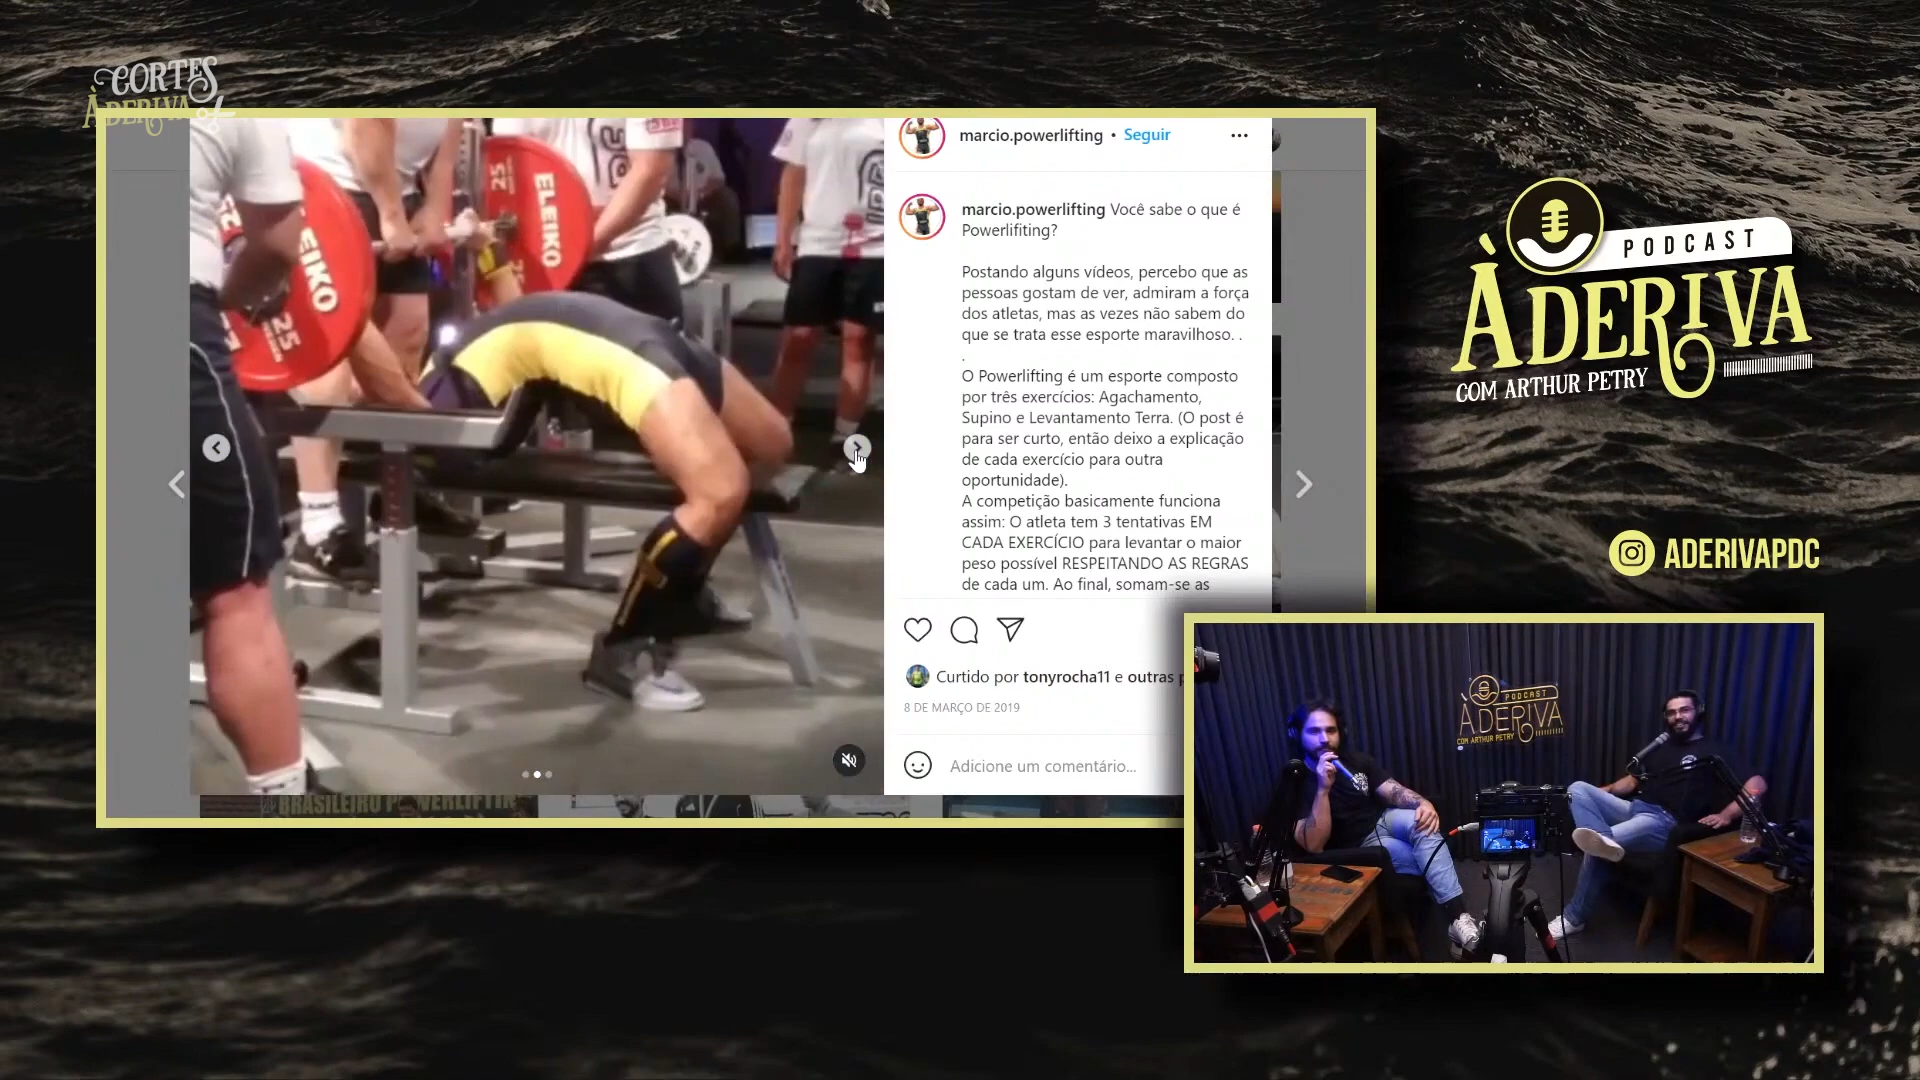 CORTES
À DERIVA
marcio.powerlifting • Seguir
marcio.powerlifting Você sabe o que é
Powerlifiting?
Postando alguns vídeos, percebo que as
pessoas gostam de ver, admiram a força
dos atletas, mas as vezes não sabem do
que se trata esse esporte maravilhoso. .
.
O Powerlifting é um esporte composto
por três exercícios: Agachamento,
Supino e Levantamento Terra. (O post é
para ser curto, então deixo a explicação
de cada exercício para outra
oportunidade).
A competição basicamente funciona
assim: O atleta tem 3 tentativas EM
CADA EXERCÍCIO para levantar o maior
peso possível RESPEITANDO AS REGRAS
de cada um. Ao final, somam-se as
Curtido por tonyrocha11 e outras
8 DE MARÇO DE 2019
Adicione um comentário...
ELEIKO
25
ELEIKO
25
BRASILEIRO
PODCAST
À DERIVA
COM ARTHUR PETRY
ADERIVAPDC
PODCAST
À DERIVA
COM ARTHUR PETRY